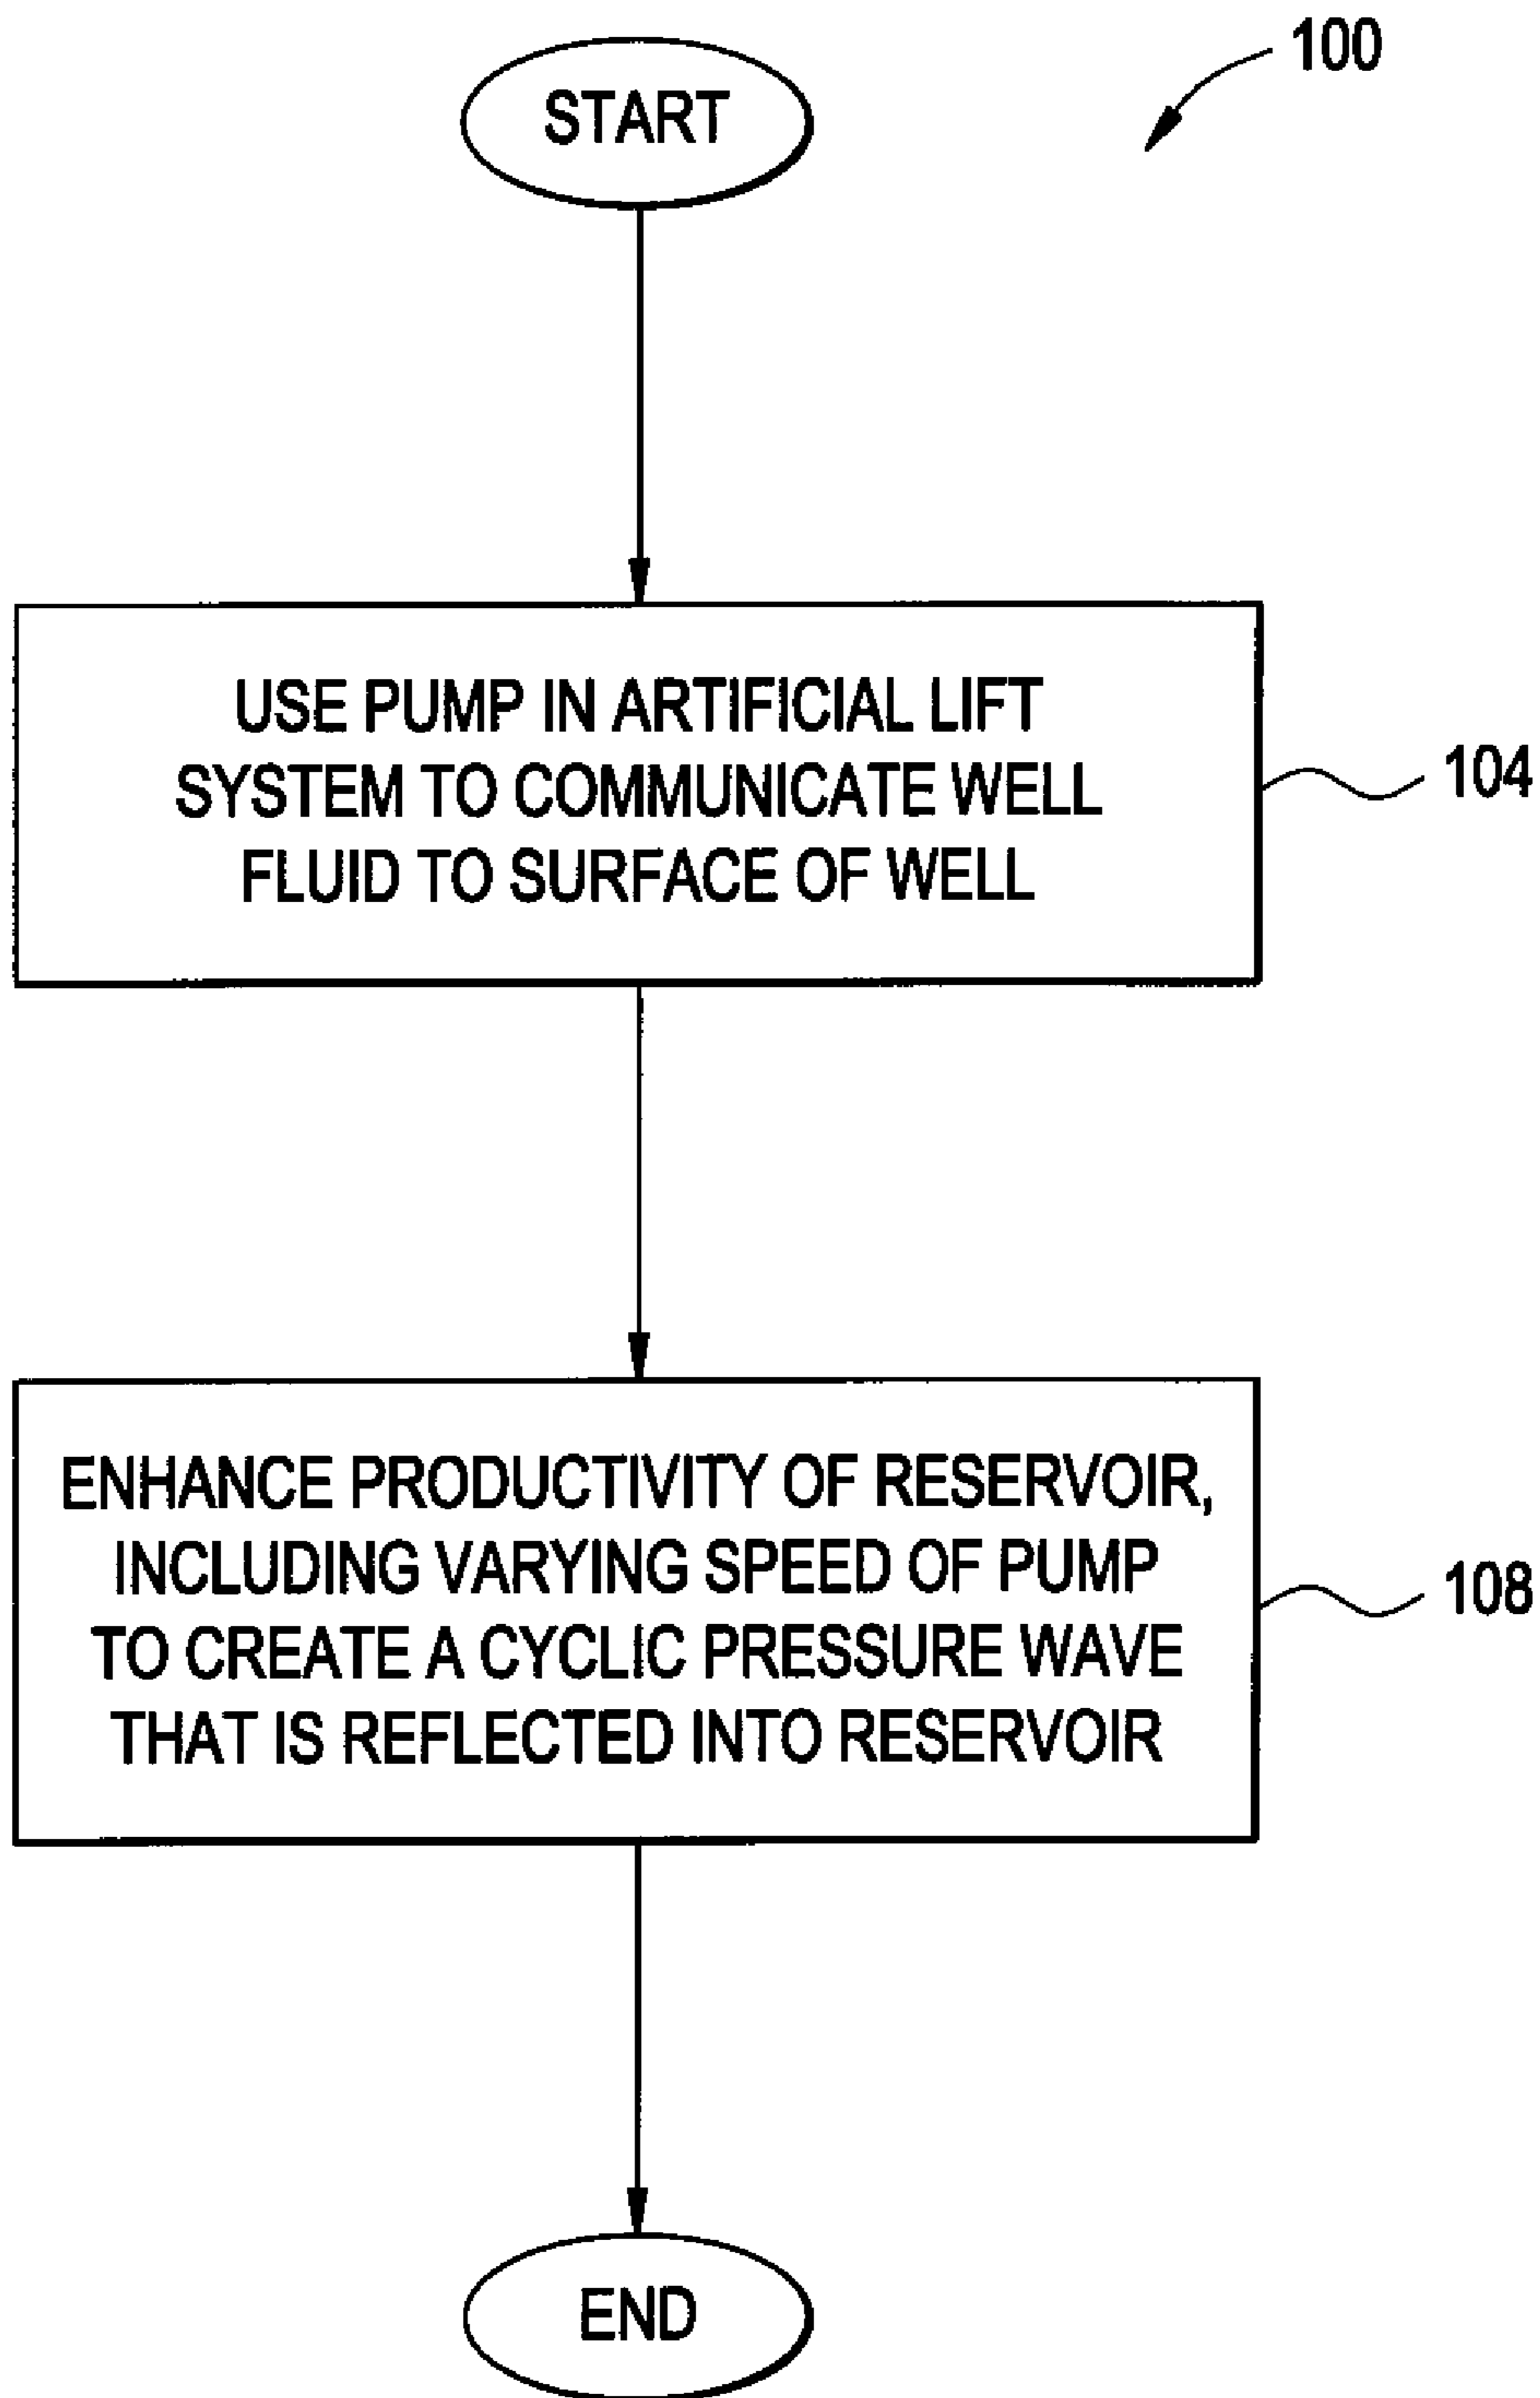 100
START
USE PUMP IN ARTIFICIAL LIFT
SYSTEM TO COMMUNICATE WELL
FLUID TO SURFACE OF WELL
104
ENHANCE PRODUCTIVITY OF RESERVOIR,
INCLUDING VARYING SPEED OF PUMP
TO CREATE A CYCLIC PRESSURE WAVE
THAT IS REFLECTED INTO RESERVOIR
108
END